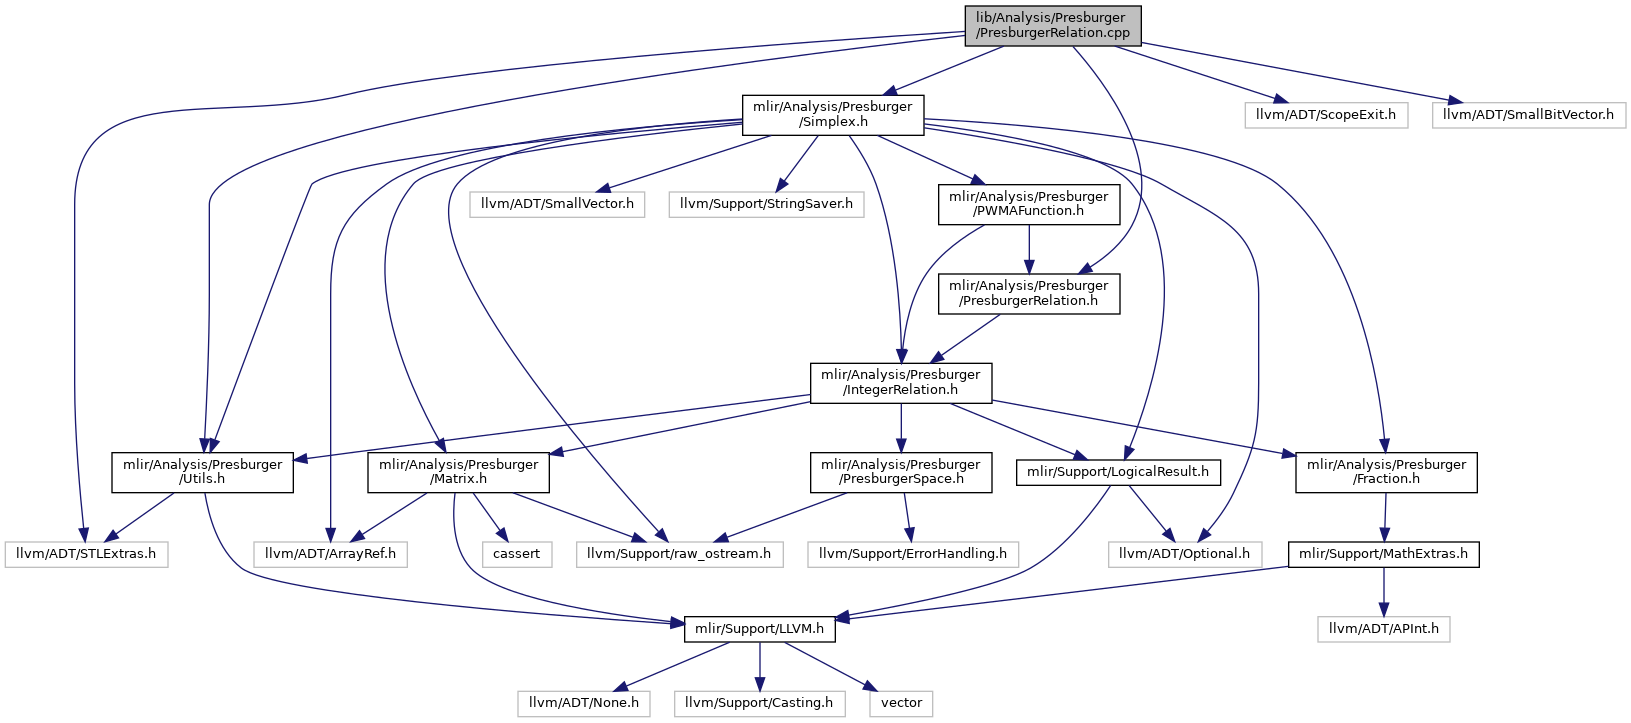 lib/Analysis/Presburger
/PresburgerRelation.cpp
mlir/Analysis/Presburger
/Simplex.h
llvm/ADT/ScopeExit.h
llvm/ADT/SmallBitVector.h
llvm/ADT/SmallVector.h
llvm/Support/StringSaver.h
mlir/Analysis/Presburger
/PWMAFunction.h
mlir/Analysis/Presburger
/PresburgerRelation.h
mlir/Analysis/Presburger
/IntegerRelation.h
mlir/Analysis/Presburger
/Utils.h
mlir/Analysis/Presburger
/Matrix.h
mlir/Analysis/Presburger
/PresburgerSpace.h
mlir/Support/LogicalResult.h
mlir/Analysis/Presburger
/Fraction.h
llvm/ADT/STLExtras.h
llvm/ADT/ArrayRef.h
cassert
llvm/Support/raw_ostream.h
llvm/Support/ErrorHandling.h
llvm/ADT/Optional.h
mlir/Support/MathExtras.h
mlir/Support/LLVM.h
llvm/ADT/APInt.h
llvm/ADT/None.h
llvm/Support/Casting.h
vector